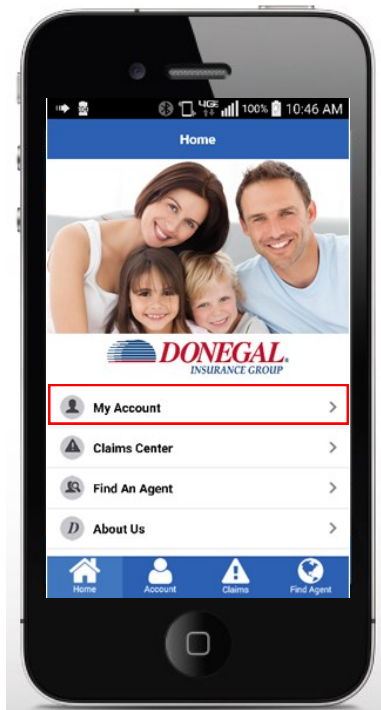 4GE 100% 10:46 AM
Home
DONEGAL®
INSURANCE GROUP
My Account
Claims Center
Find An Agent
D About Us
Home Account Claims Find Agent